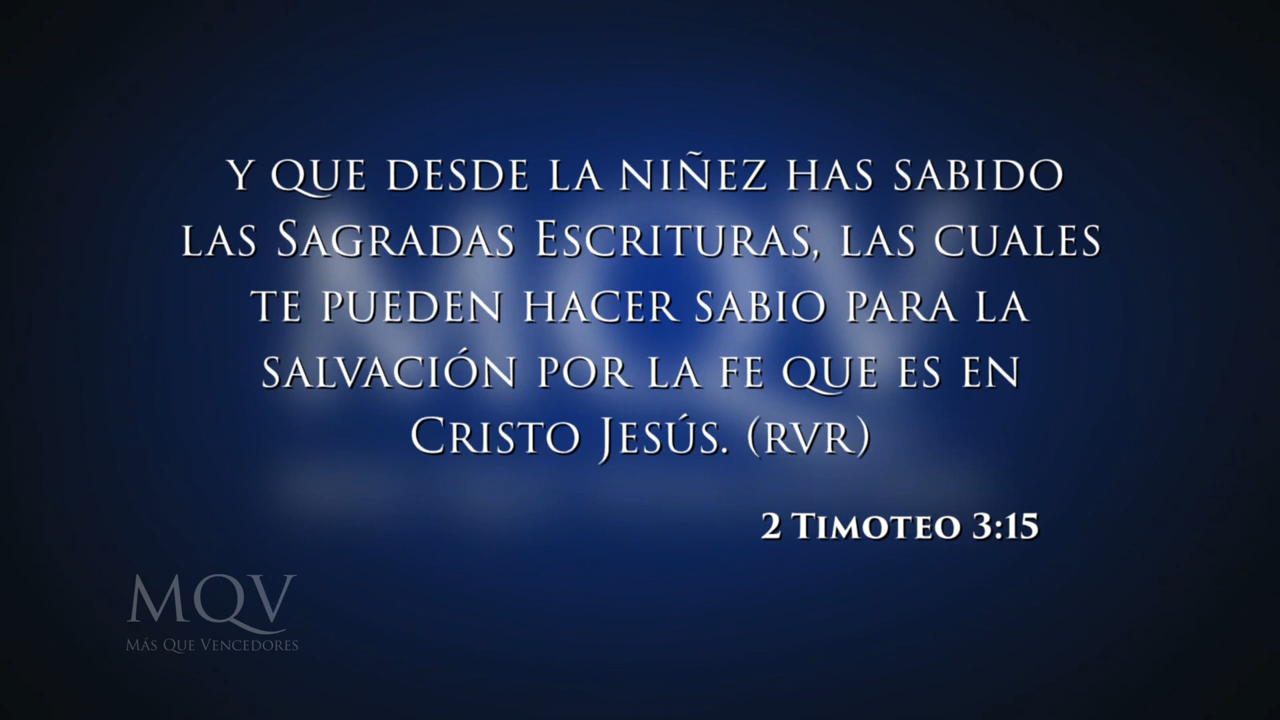 y que desde la niñez has sabido
las Sagradas Escrituras, las cuales
te pueden hacer sabio para la
salvación por la fe que es en
Cristo Jesús. (rvr)
2 Timoteo 3:15
MQV
Más Que Vencedores